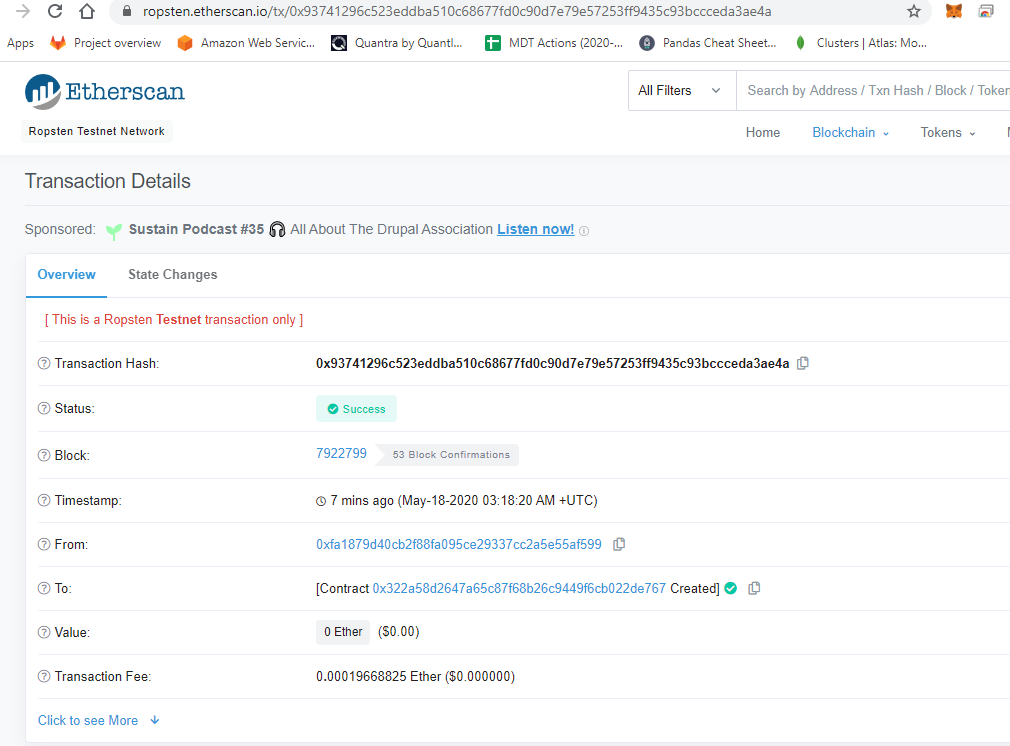 ropsten.etherscan.io/tx/0x93741296c523eddba510c68677fd0c90d7e79e57253ff9435c93bccceda3ae4a
Apps Project overview Amazon Web Servic... Quantra by Quantl... MDT Actions (2020-... Pandas Cheat Sheet... Clusters | Atlas: Mo...
Etherscan
All Filters Search by Address / Txn Hash / Block / Token
Ropsten Testnet Network
Home Blockchain Tokens
Transaction Details
Sponsored: Sustain Podcast #35 All About The Drupal Association Listen now!
Overview State Changes
[ This is a Ropsten Testnet transaction only ]
Transaction Hash: 0x93741296c523eddba510c68677fd0c90d7e79e57253ff9435c93bccceda3ae4a
Status: Success
Block: 7922799 53 Block Confirmations
Timestamp: 7 mins ago (May-18-2020 03:18:20 AM +UTC)
From: 0xfa1879d40cb2f88fa095ce29337cc2a5e55af599
To: [Contract 0x322a58d2647a65c87f68b26c9449f6cb022de767 Created]
Value: 0 Ether ($0.00)
Transaction Fee: 0.00019668825 Ether ($0.000000)
Click to see More